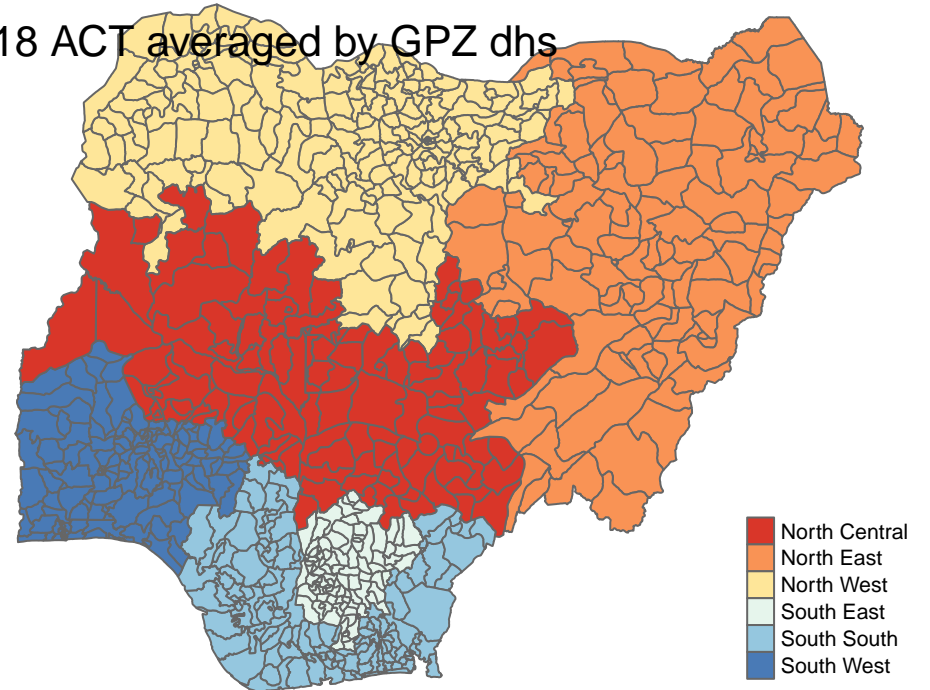 18 ACT averaged by GPZ dhs
North Central
North East
North West
South East
South South
South West